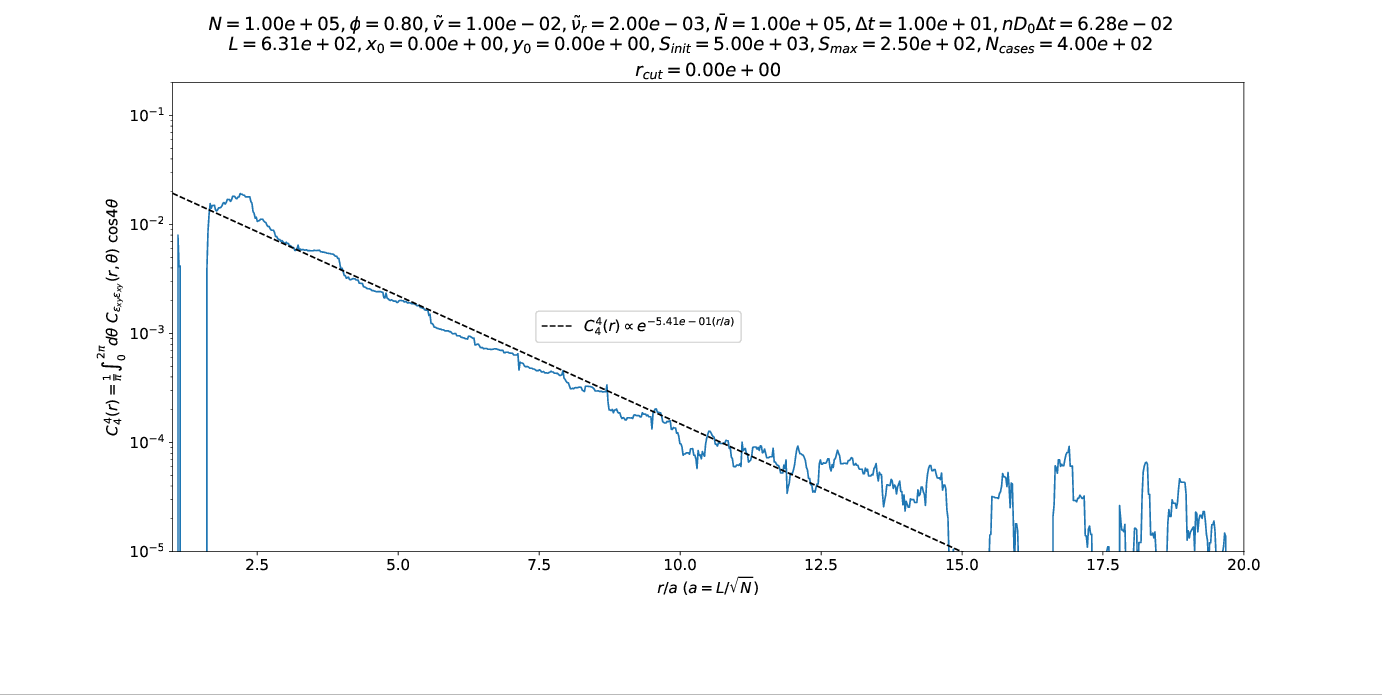 N = 1.00e + 05, ϕ = 0.80, ṽ = 1.00e − 02, ν̃_r = 2.00e − 03, N̄ = 1.00e + 05, Δt = 1.00e + 01, nD_0Δt = 6.28e − 02
L = 6.31e + 02, x_0 = 0.00e + 00, y_0 = 0.00e + 00, S_init = 5.00e + 03, S_max = 2.50e + 02, N_cases = 4.00e + 02
r_cut = 0.00e + 00
10^−1
10^−2
10^−3
10^−4
10^−5
C_4^4(r) = 1/π ∫_0^2π dθ C_ε_xyε_xy(r, θ) cos4θ
C_4^4(r) ∝ e^−5.41e − 01(r/a)
2.5 5.0 7.5 10.0 12.5 15.0 17.5 20.0
r/a (a = L/√N)